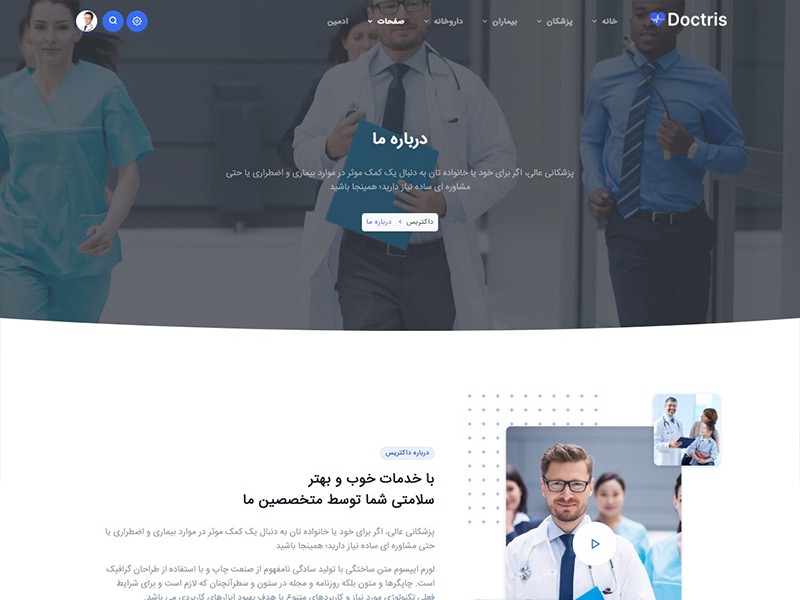 Doctris
خانه
پزشکان
بیماران
داروخانه
صفحات
ادمین
درباره ما
پزشکانی عالی، اگر برای خود یا خانواده تان به دنبال یک کمک موثر در موارد بیماری و اضطراری یا حتی
مشاوره ای ساده نیاز دارید؛ همینجا باشید
داکتریس > درباره ما
درباره داکتریس
با خدمات خوب و بهتر
سلامتی شما توسط متخصصین ما
پزشکانی عالی، اگر برای خود یا خانواده تان به دنبال یک کمک موثر در موارد بیماری و اضطراری یا
حتی مشاوره ای ساده نیاز دارید؛ همینجا باشید
لورم ایپسوم متن ساختگی با تولید سادگی نامفهوم از صنعت چاپ و با استفاده از طراحان گرافیک
است. چاپگرها و متون بلکه روزنامه و مجله در ستون و سطرآنچنان که لازم است و برای شرایط
فعلی تکنولوژی مورد نیاز و کاربردهای متنوع با هدف بهبود ابزارهای کاربردی می باشد.